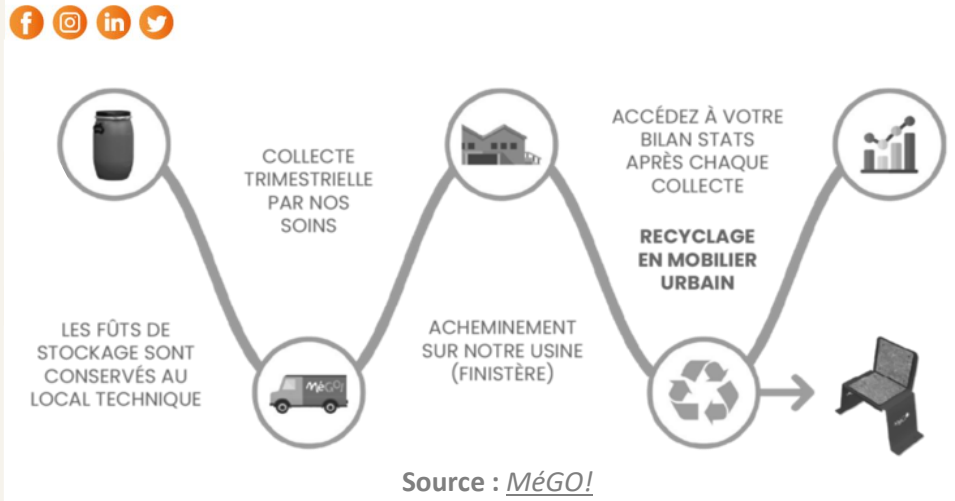 COLLECTE
TRIMESTRIELLE
PAR NOS
SOINS
ACCÉDEZ À VOTRE
BILAN STATS
APRÈS CHAQUE
COLLECTE
RECYCLAGE
EN MOBILIER
URBAIN
LES FÛTS DE
STOCKAGE SONT
CONSERVÉS AU
LOCAL TECHNIQUE
MéGO!
ACHEMINEMENT
SUR NOTRE USINE
(FINISTÈRE)
Source : MéGO!